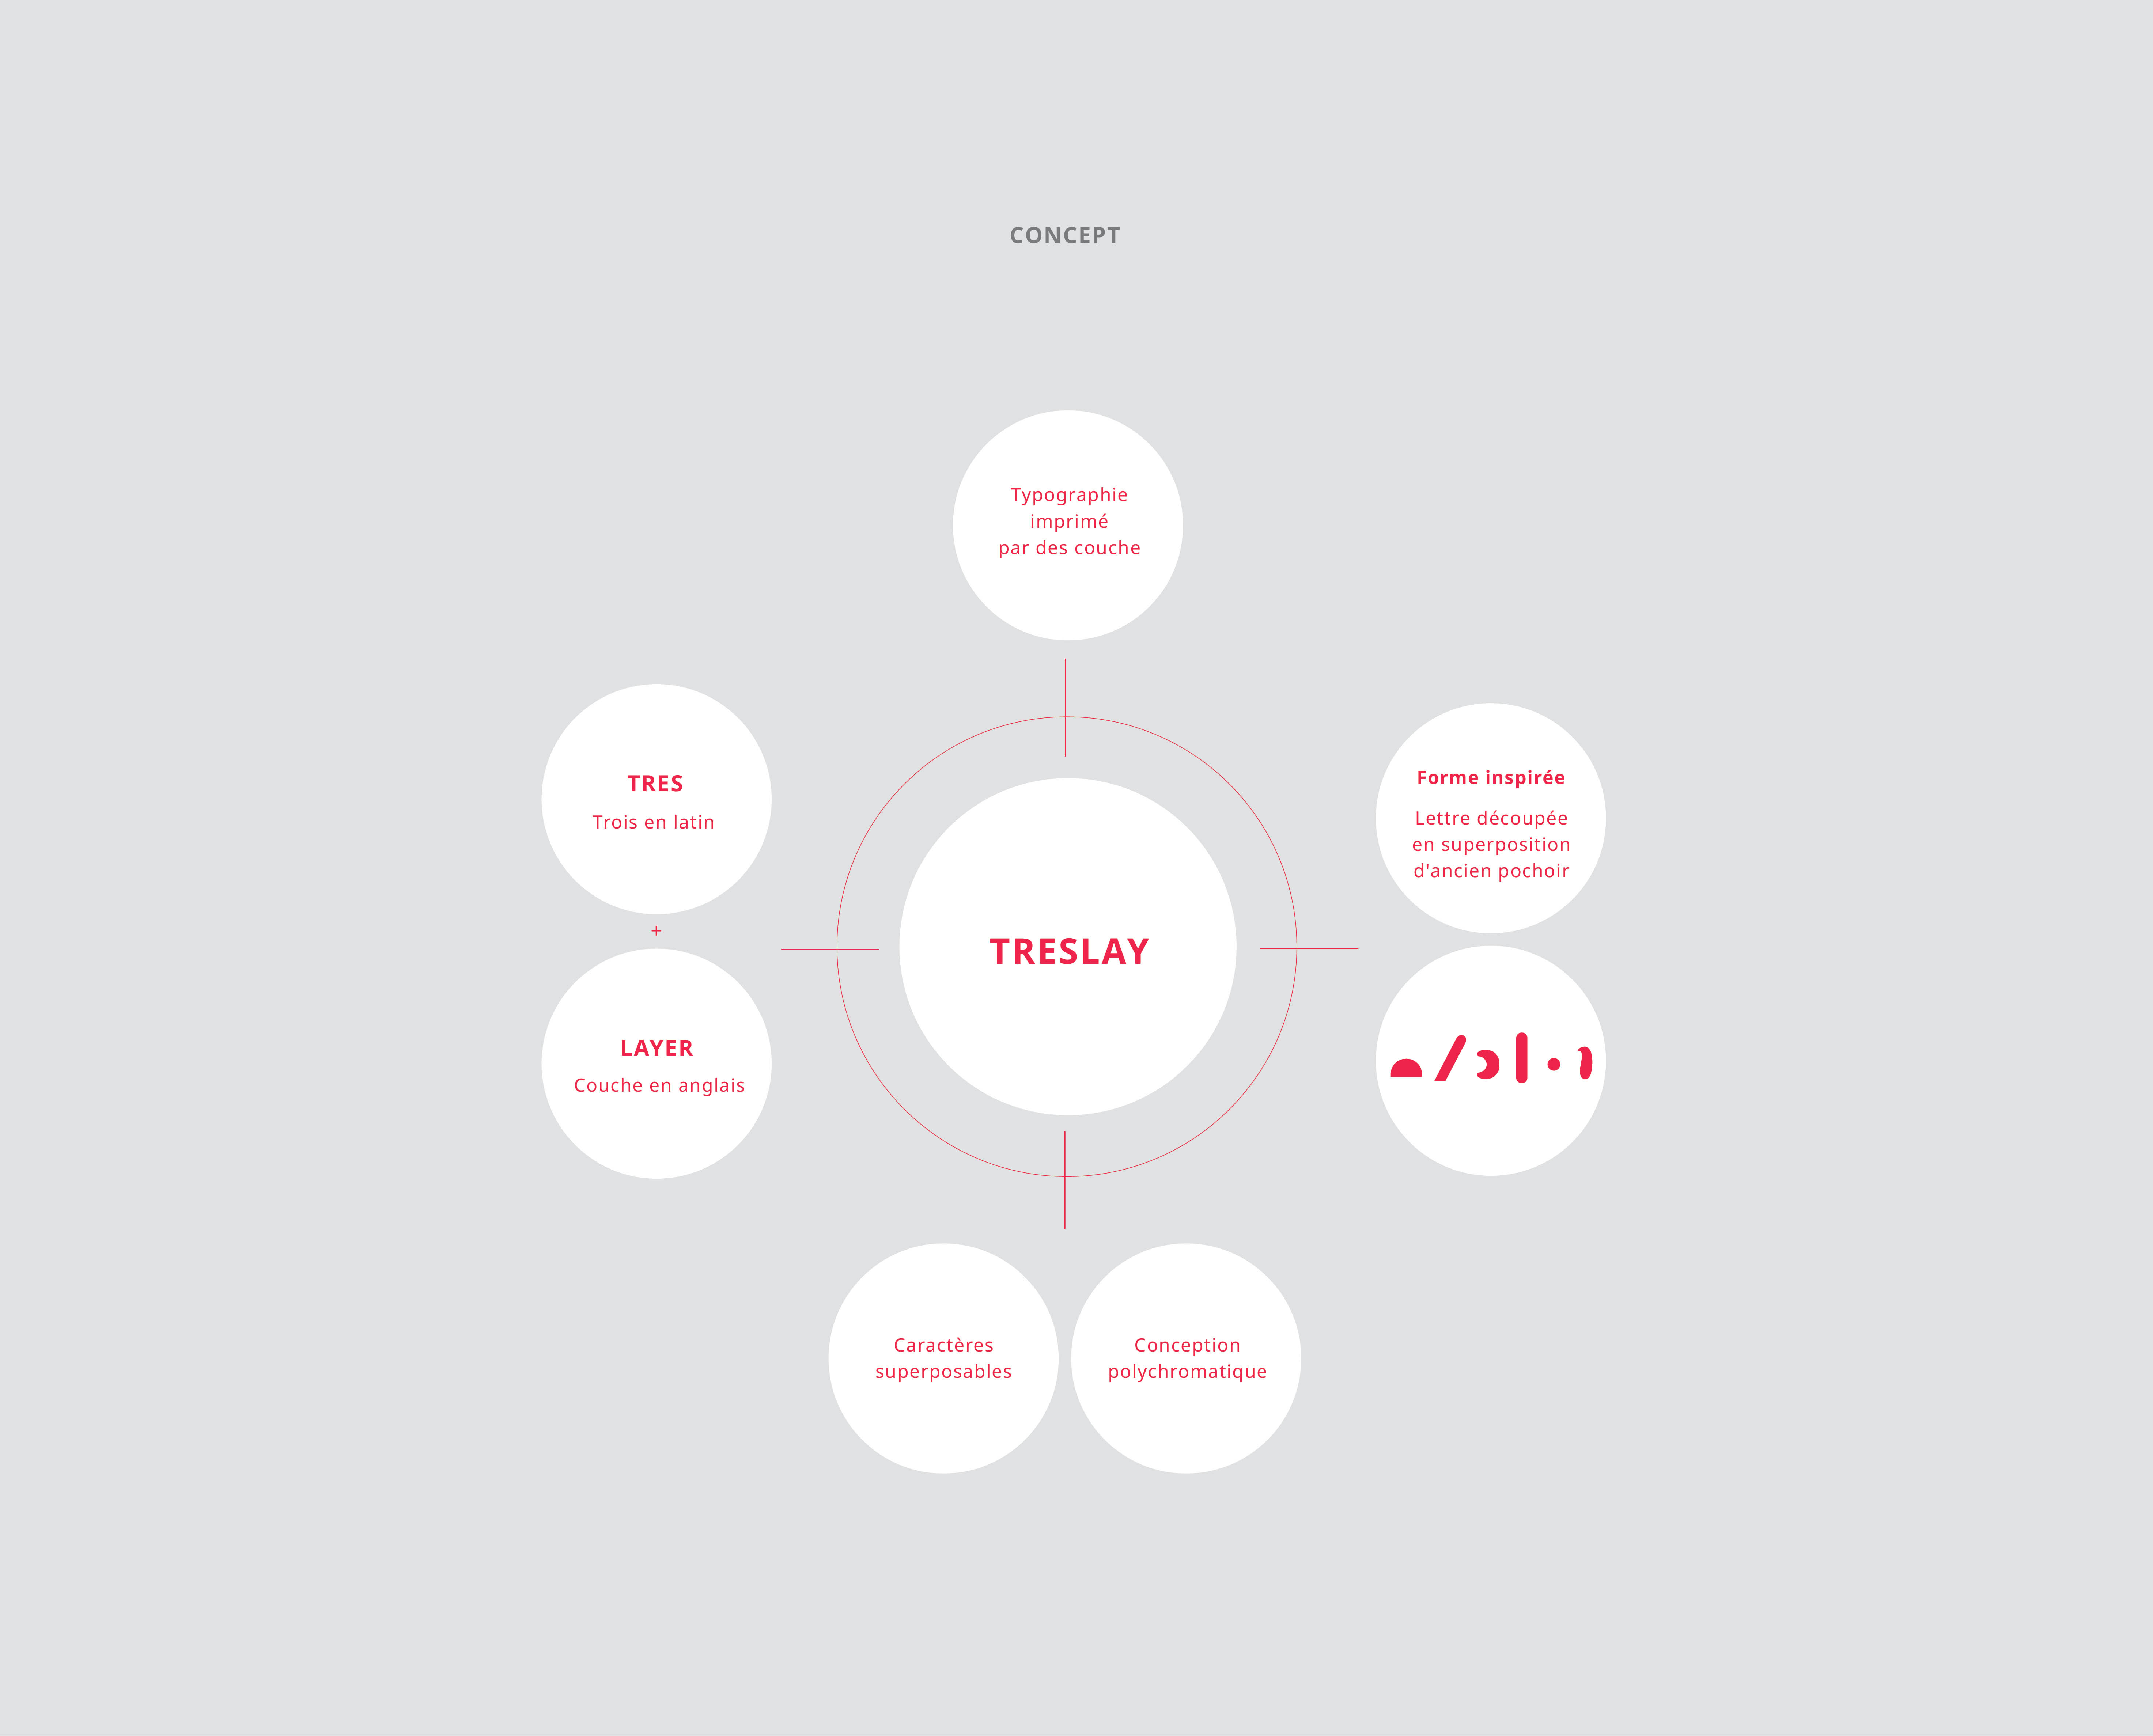 CONCEPT
Typographie
imprimé
par des couche
TRES
Trois en latin
+
LAYER
Couche en anglais
TRESLAY
Forme inspirée
Lettre découpée
en superposition
d'ancien pochoir
Caractères
superposables
Conception
polychromatique